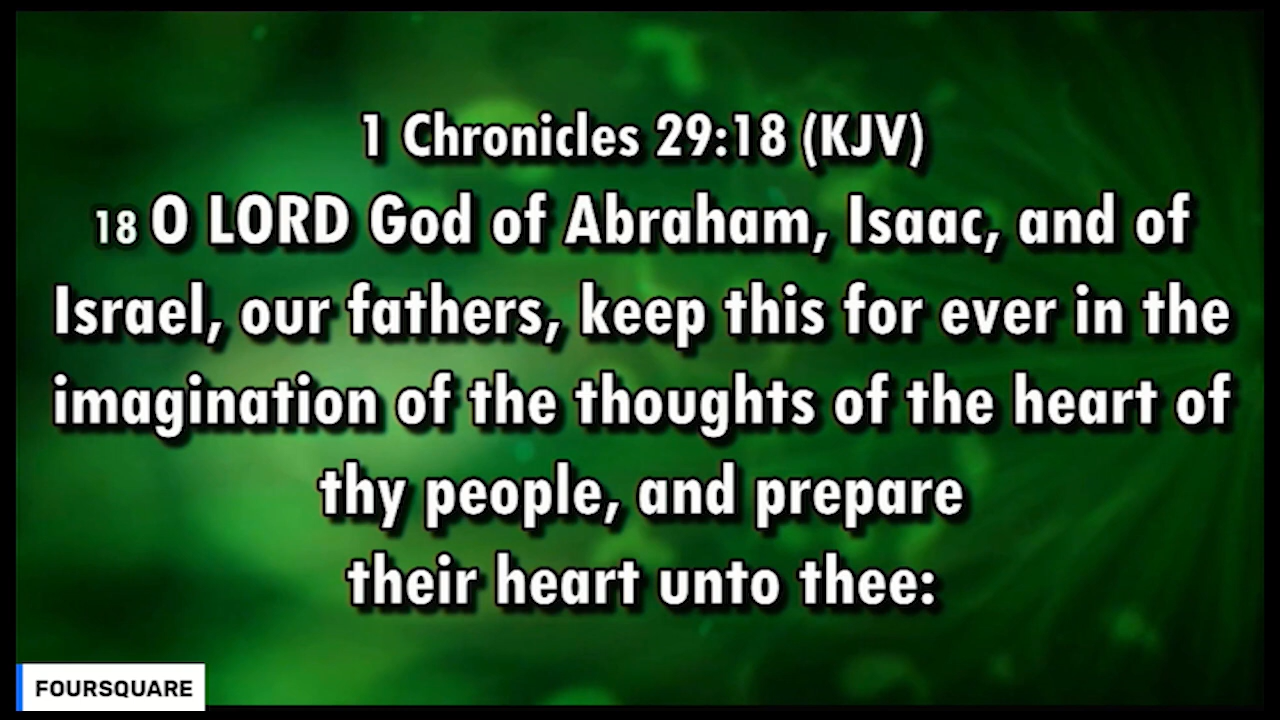 1 Chronicles 29:18 (KJV)
18 O LORD God of Abraham, Isaac, and of
Israel, our fathers, keep this for ever in the
imagination of the thoughts of the heart of
thy people, and prepare
their heart unto thee:
FOURSQUARE